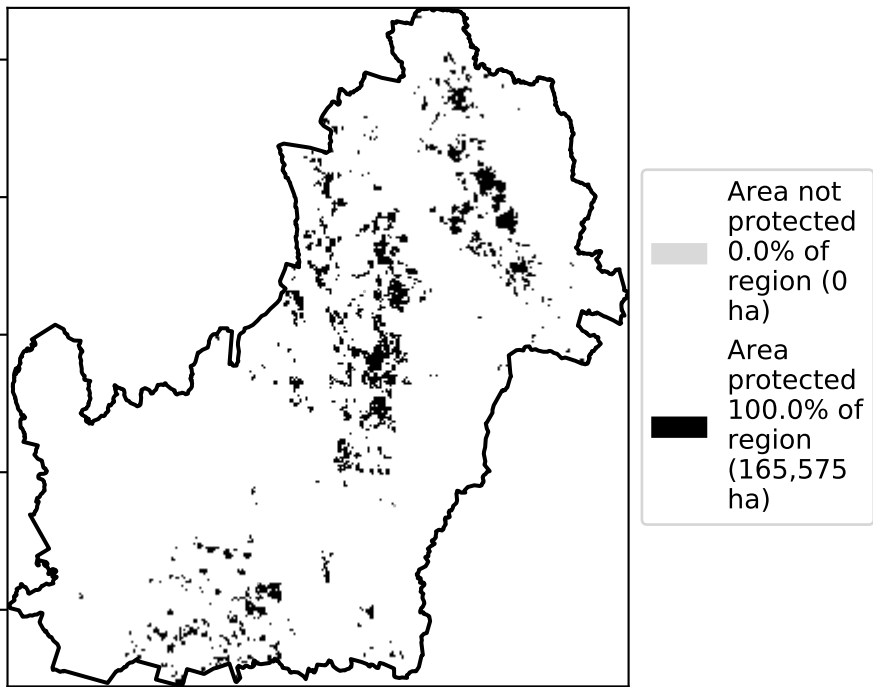 Area not
protected
0.0% of
region (0
ha)
Area
protected
100.0% of
region
(165,575
ha)